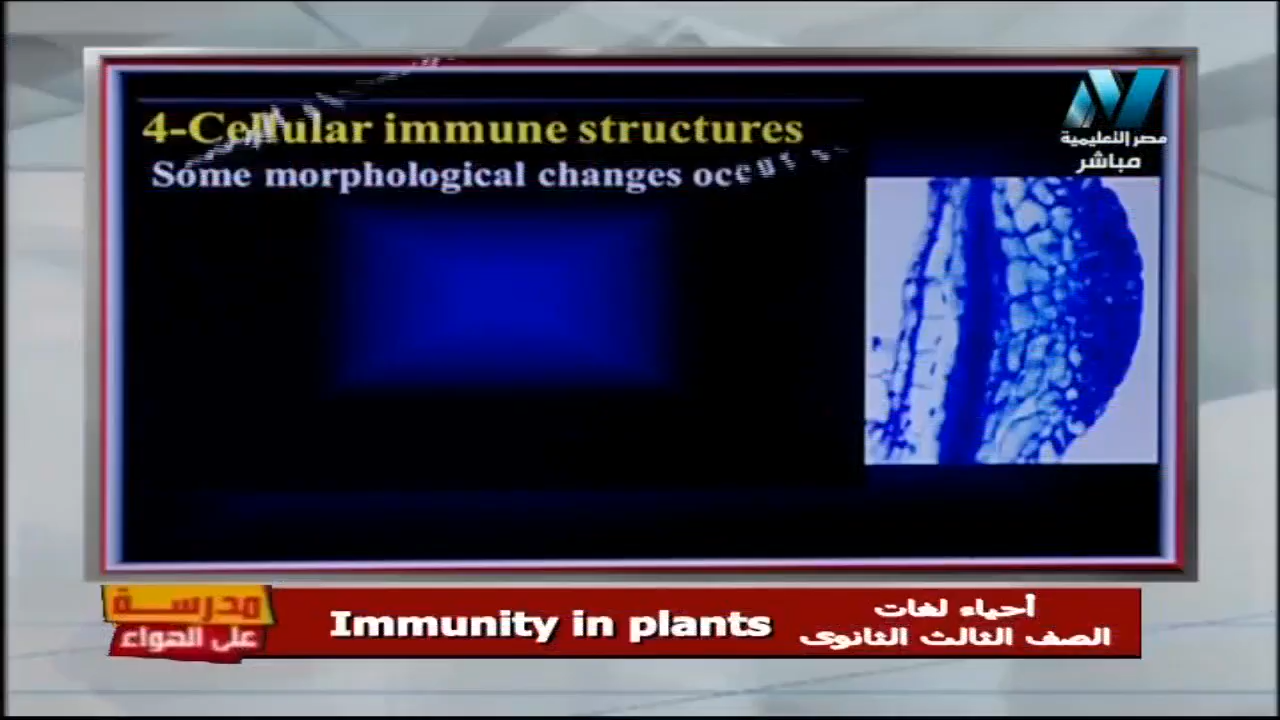 4-Cellular immune structures
Some morphological changes occur
مصر التعليمية
مباشر
مدرسة
على الهواء
Immunity in plants
أحياء لغات
الصف الثالث الثانوى